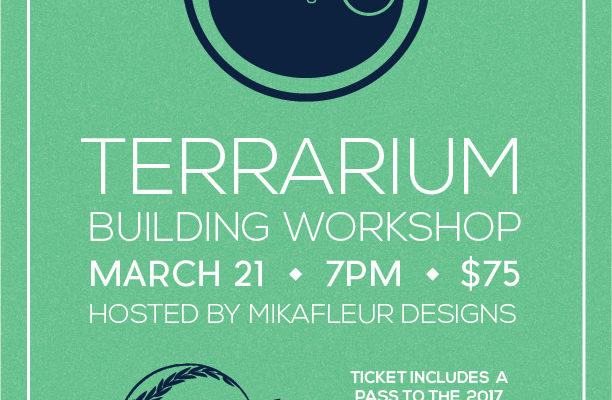 TERRARIUM
BUILDING WORKSHOP
MARCH 21 ◆ 7PM ◆ $75
HOSTED BY MIKAFLEUR DESIGNS
TICKET INCLUDES A
PASS TO THE 2017